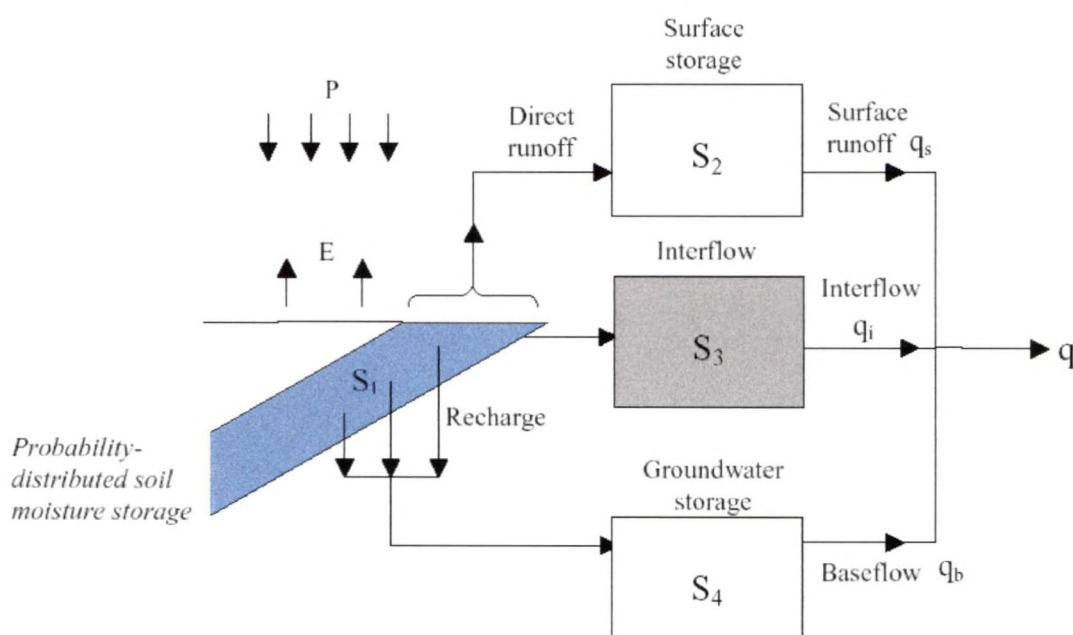 Surface
storage
P
Direct
runoff
S₂
Surface
runoff qₛ
E
Interflow
S₃
Interflow
qᵢ
q
S₁
Recharge
Probability-
distributed soil
moisture storage
Groundwater
storage
S₄
Baseflow q_b